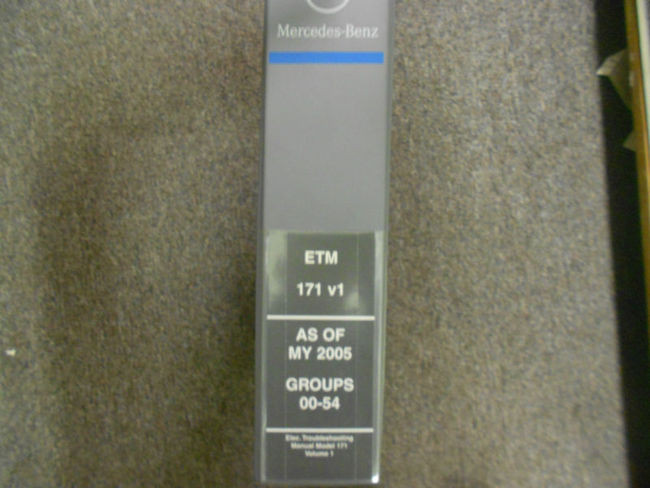 Mercedes-Benz
ETM
171 v1
AS OF
MY 2005
GROUPS
00-54
Elec. Troubleshooting
Manual Model 171
Volume 1